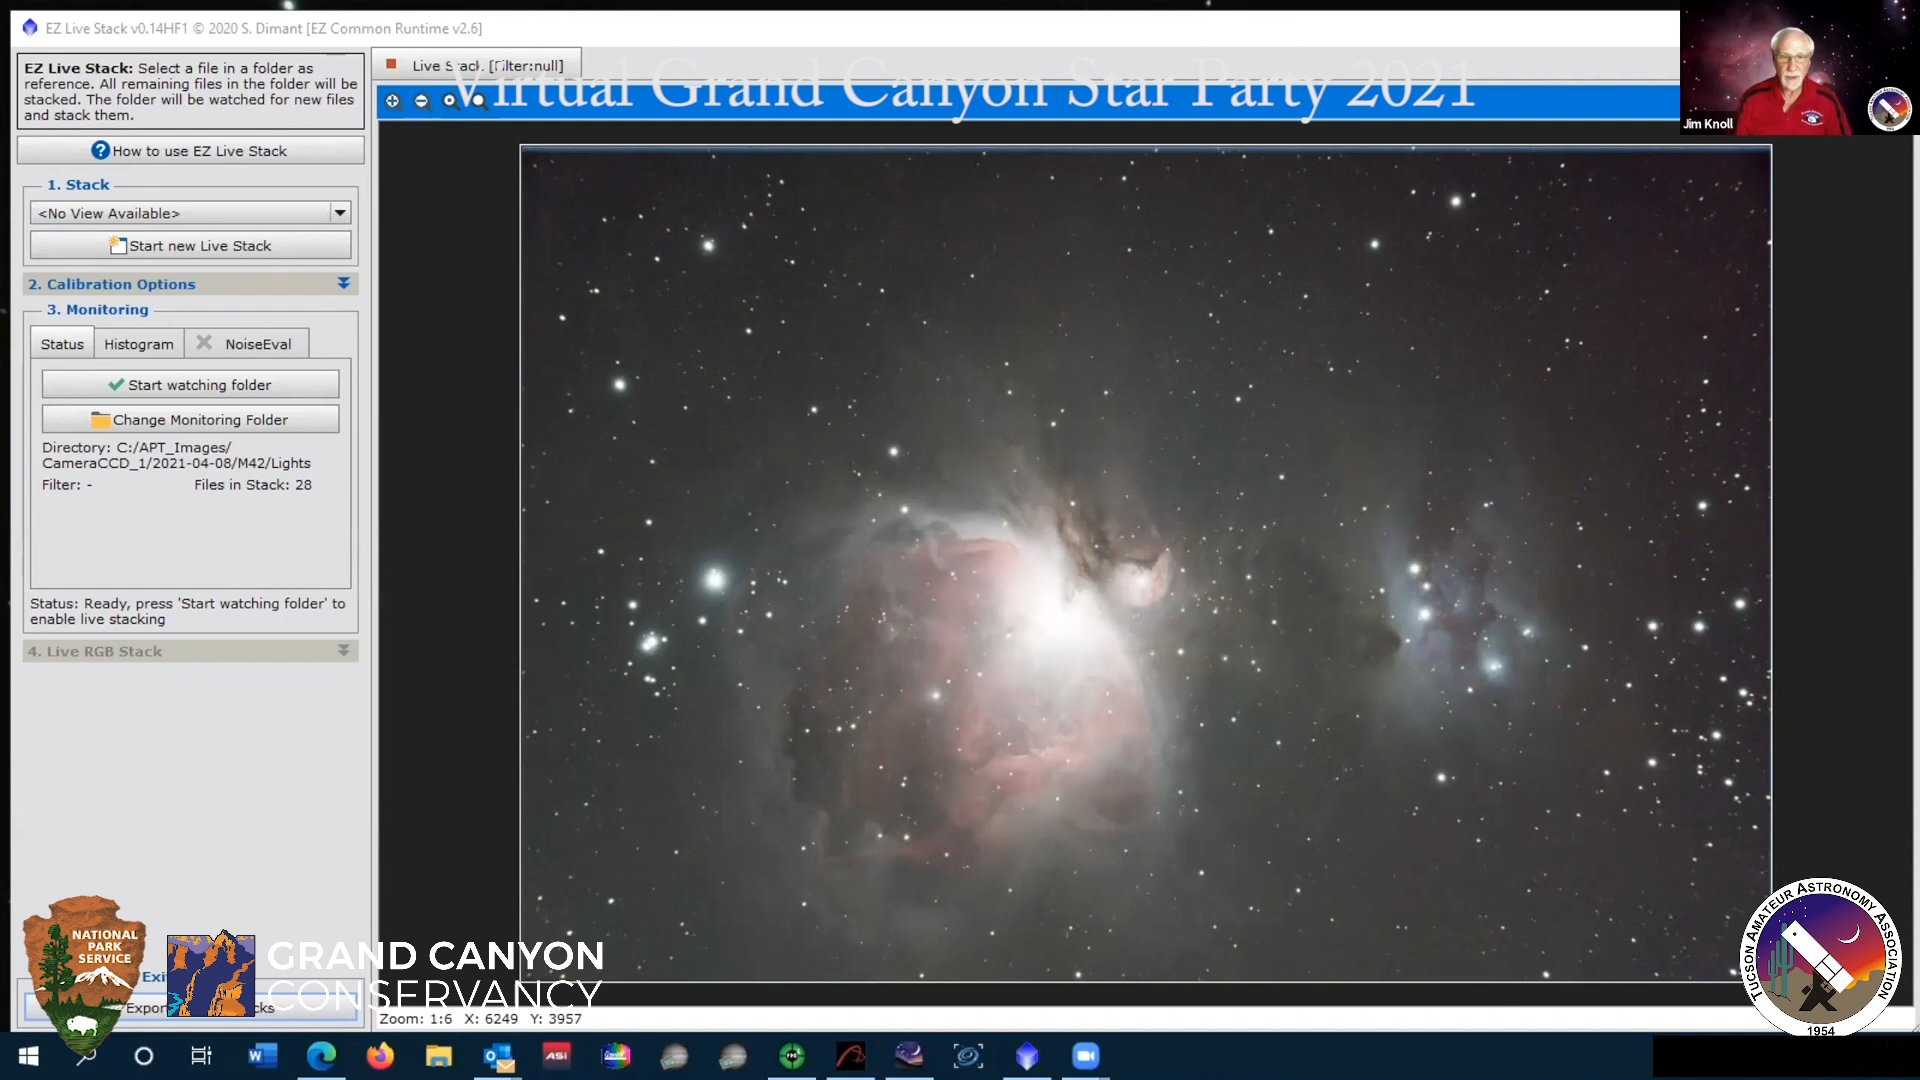 EZ Live Stack v0.14HF1 © 2020 S. Dimant [EZ Common Runtime v2.6]
EZ Live Stack: Select a file in a folder as
reference. All remaining files in the folder will be
stacked. The folder will be watched for new files
and stack them.
How to use EZ Live Stack
1. Stack
<No View Available>
Start new Live Stack
2. Calibration Options
3. Monitoring
Status
Histogram
NoiseEval
Start watching folder
Change Monitoring Folder
Directory: C:/APT_Images/
CameraCCD_1/2021-04-08/M42/Lights
Filter: -
Files in Stack: 28
Status: Ready, press 'Start watching folder' to
enable live stacking
4. Live RGB Stack
Live Stack [Filter:null]
Virtual Grand Canyon Star Party 2021
Jim Knoll
NATIONAL
PARK
SERVICE
GRAND CANYON
CONSERVANCY
TUCSON AMATEUR ASTRONOMY ASSOCIATION
1954
Zoom: 1:6 X: 6249 Y: 3957
ASI